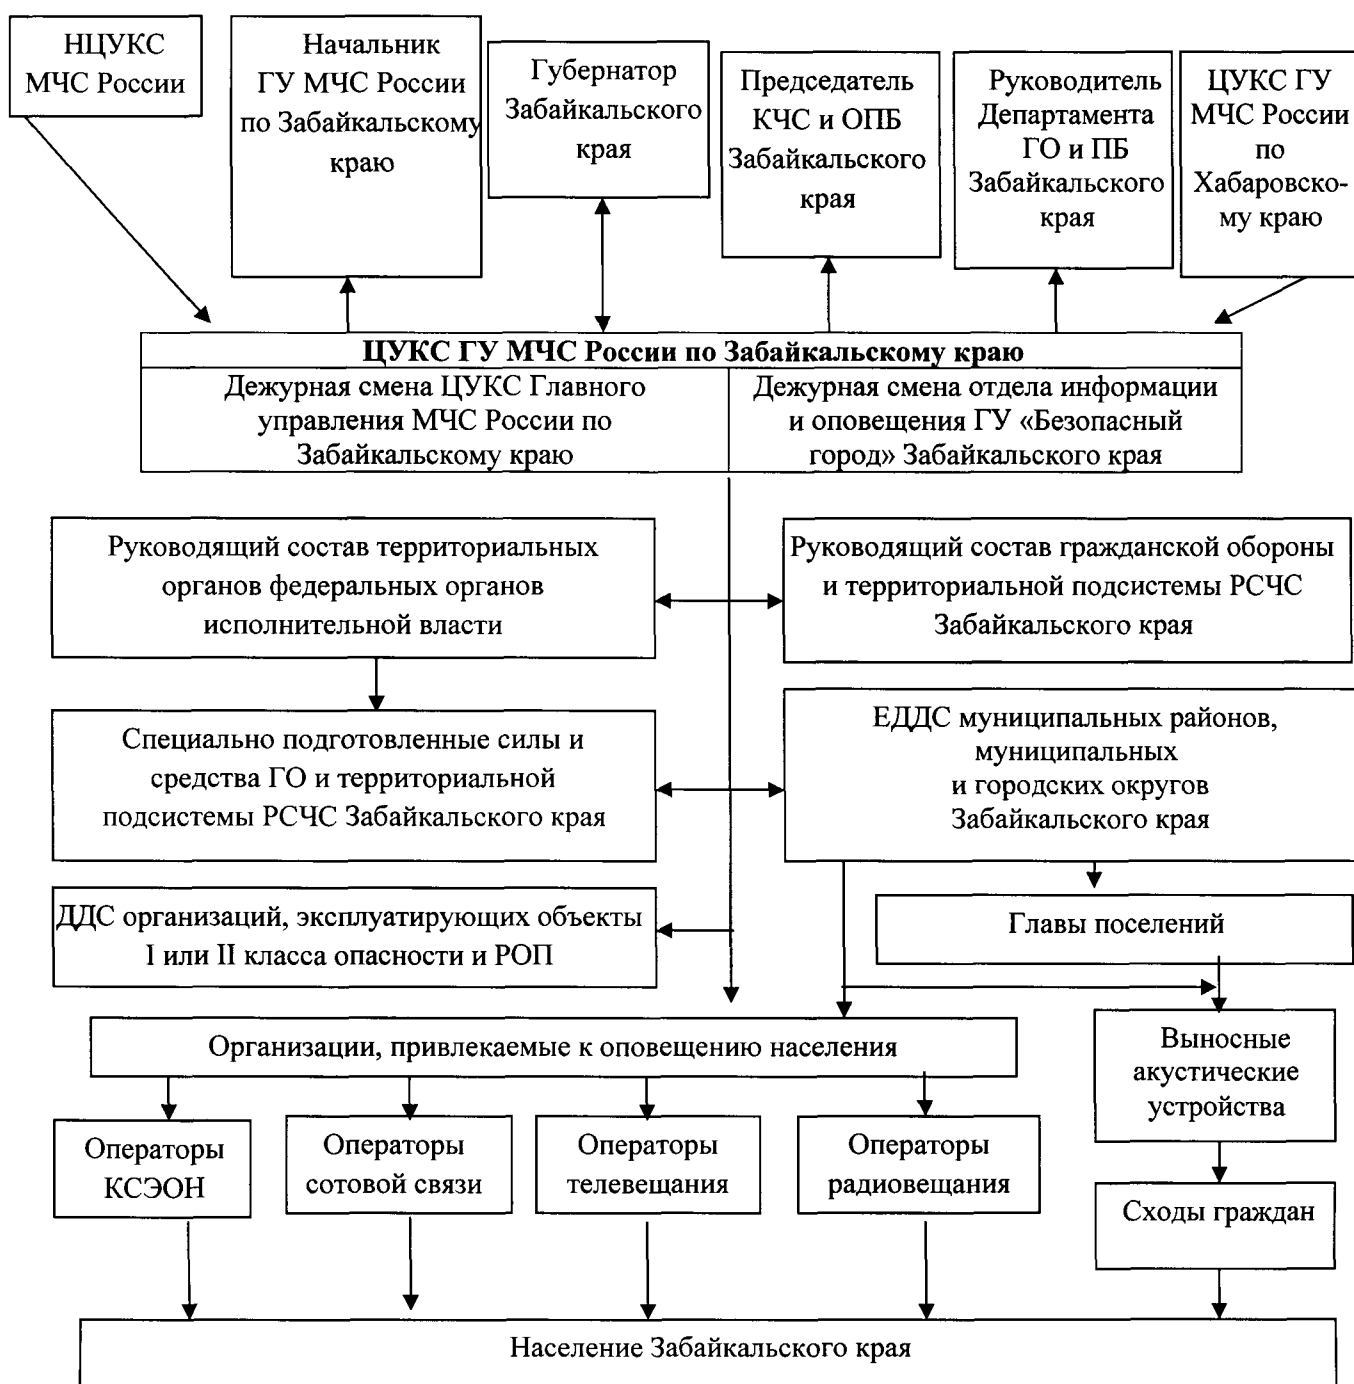 НЦУКС
МЧС России
Начальник
ГУ МЧС России
по Забайкальскому
краю
Губернатор
Забайкальского
края
Председатель
КЧС и ОПБ
Забайкальского
края
Руководитель
Департамента
ГО и ПБ
Забайкальского
края
ЦУКС ГУ
МЧС России
по
Хабаровско-
му краю
ЦУКС ГУ МЧС России по Забайкальскому краю
Дежурная смена ЦУКС Главного
управления МЧС России по
Забайкальскому краю
Дежурная смена отдела информации
и оповещения ГУ «Безопасный
город» Забайкальского края
Руководящий состав территориальных
органов федеральных органов
исполнительной власти
Руководящий состав гражданской обороны
и территориальной подсистемы РСЧС
Забайкальского края
Специально подготовленные силы и
средства ГО и территориальной
подсистемы РСЧС Забайкальского края
ЕДДС муниципальных районов,
муниципальных
и городских округов
Забайкальского края
ДДС организаций, эксплуатирующих объекты
I или II класса опасности и РОП
Главы поселений
Организации, привлекаемые к оповещению населения
Выносные
акустические
устройства
Операторы
КСЭОН
Операторы
сотовой связи
Операторы
телевещания
Операторы
радиовещания
Сходы граждан
Население Забайкальского края